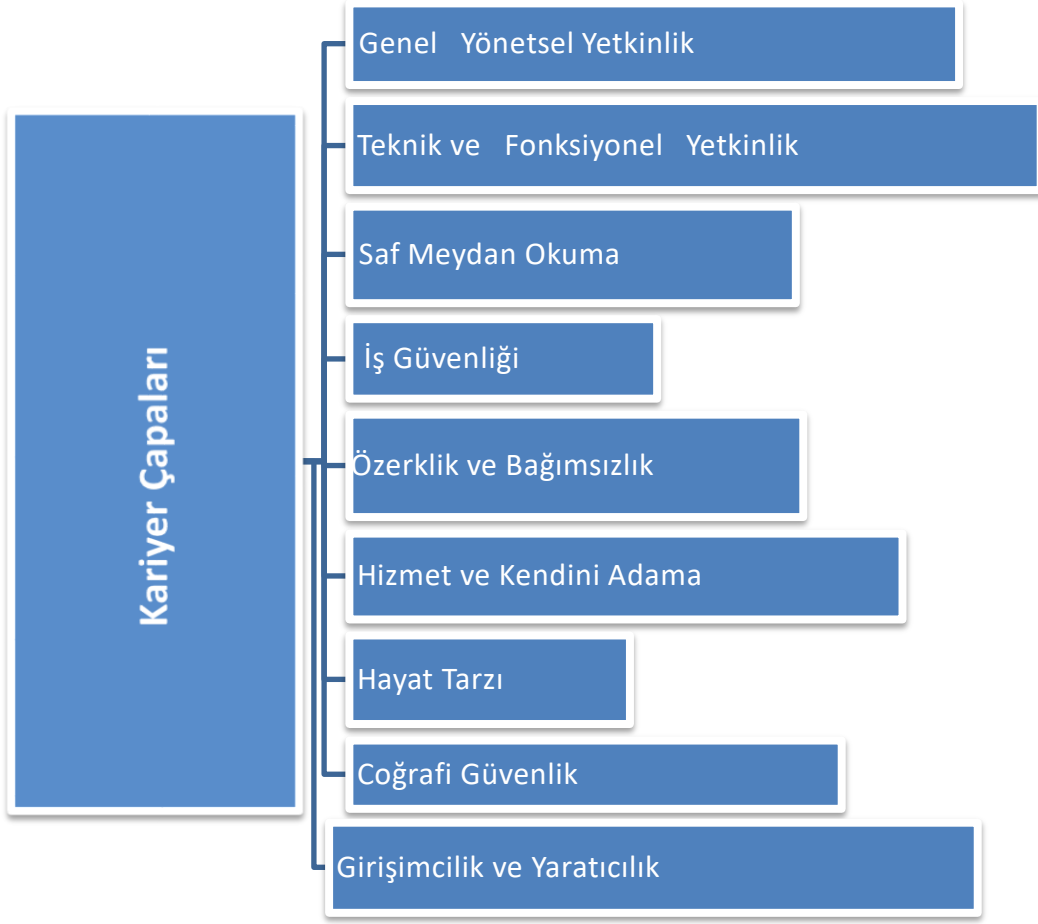 Kariyer Çapaları
Genel Yönetsel Yetkinlik
Teknik ve Fonksiyonel Yetkinlik
Saf Meydan Okuma
İş Güvenliği
Özerklik ve Bağımsızlık
Hizmet ve Kendini Adama
Hayat Tarzı
Coğrafi Güvenlik
Girişimcilik ve Yaratıcılık